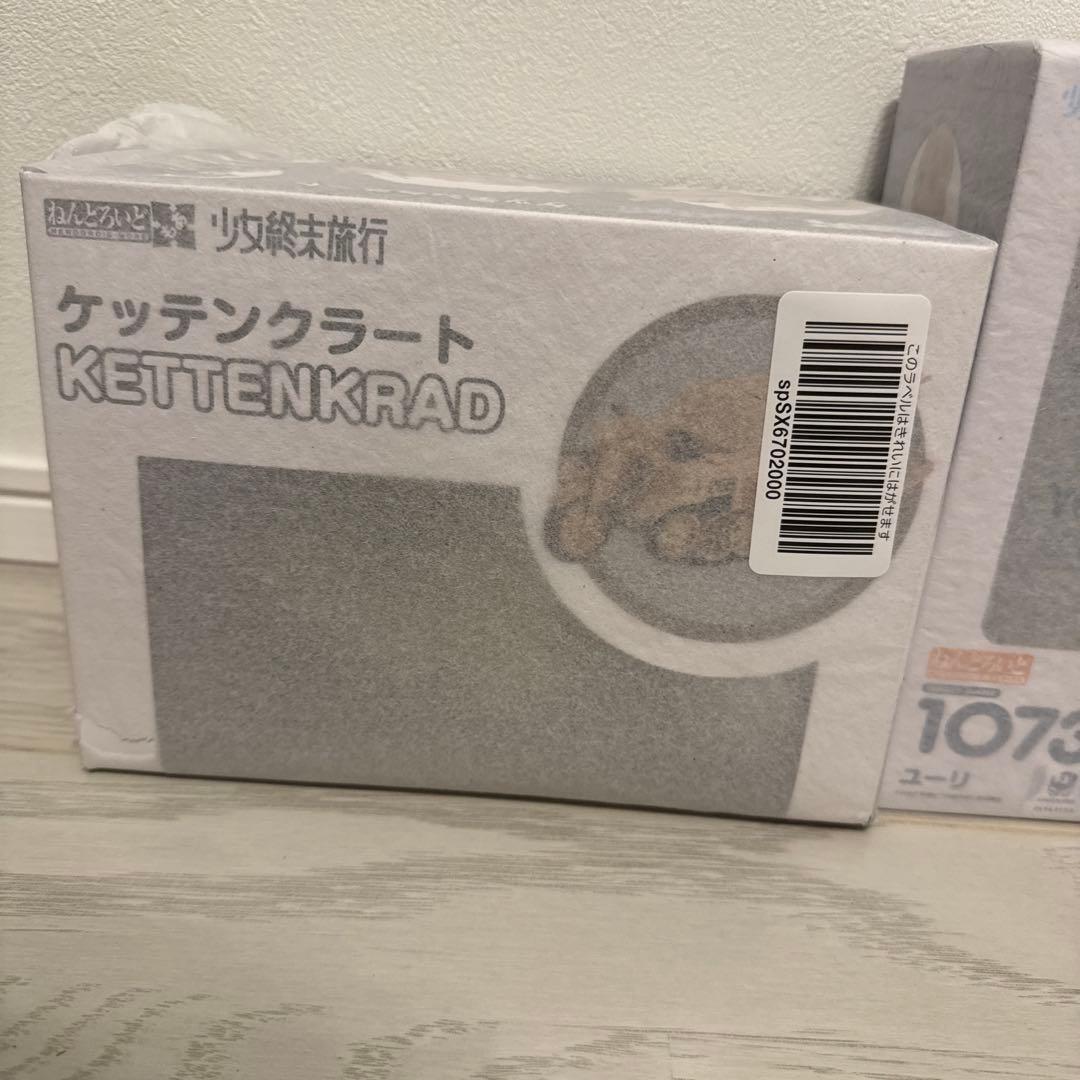 ねんどろいど
少女終末旅行
ケッテンクラート
KETTENKRAD
このラベルはきれいにはがせます
spSX6702000
ねんどろいど
1073
ユーリ